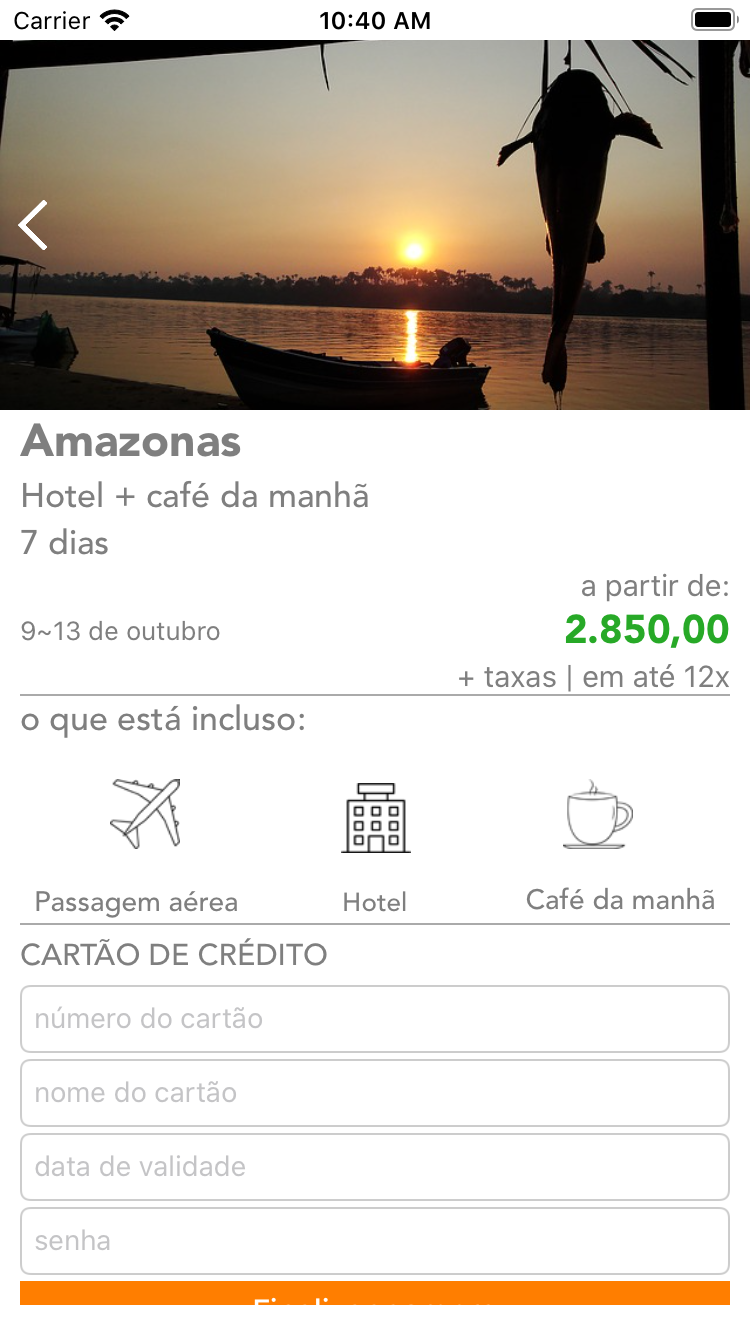 Carrier 10:40 AM
Amazonas
Hotel + café da manhã
7 dias
a partir de:
9~13 de outubro
2.850,00
+ taxas | em até 12x
o que está incluso:
Passagem aérea Hotel Café da manhã
CARTÃO DE CRÉDITO
número do cartão
nome do cartão
data de validade
senha